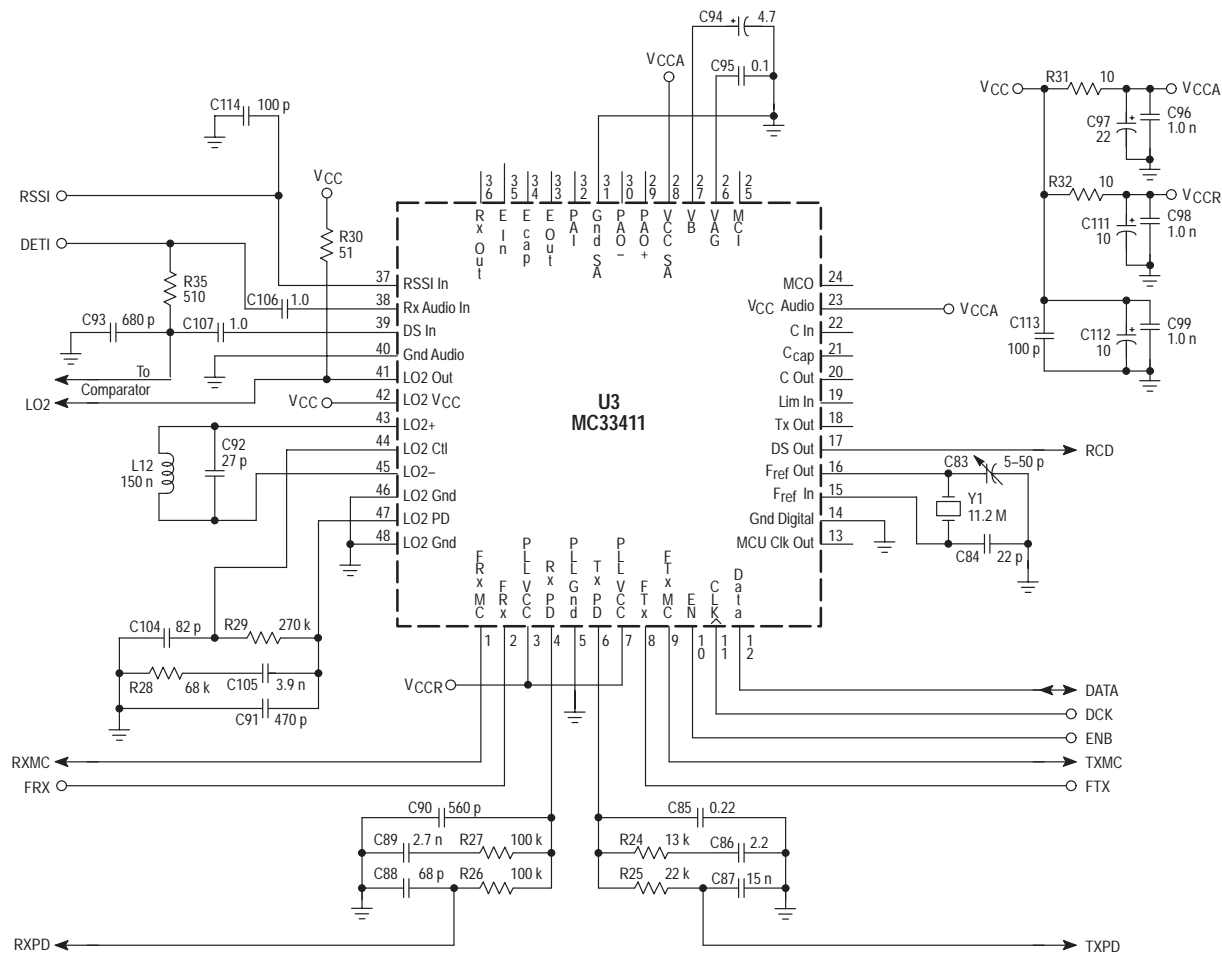 C94 + 4.7
VCCA
C95 0.1
C114 100 p
VCC
RSSI
DETI
R30
51
R35
510
C106 1.0
C93 680 p
C107 1.0
To
Comparator
LO2
VCC
L12
150 n
C92
27 p
36 35 34 33 32 31 30 29 28 27 26 25
Rx Out
E In
Ecap
E Out
PAI
Gnd SA
PAO–
PAO+
VCC SA
VB
VAG
MCI
37 RSSI In
38 Rx Audio In
39 DS In
40 Gnd Audio
41 LO2 Out
42 LO2 VCC
43 LO2+
44 LO2 Ctl
45 LO2–
46 LO2 Gnd
47 LO2 PD
48 LO2 Gnd
U3
MC33411
MCO 24
VCC Audio 23
VCCA
C In 22
Ccap 21
C Out 20
Lim In 19
Tx Out 18
DS Out 17
RCD
Fref Out 16
Fref In 15
Gnd Digital 14
MCU Clk Out 13
C83 5–50 p
Y1
11.2 M
C84 22 p
VCC
R31 10
VCCA
C97
22
+
C96
1.0 n
R32 10
VCCR
C111
10
+
C98
1.0 n
C113
100 p
C112
10
+
C99
1.0 n
FRxMC
FRx
PLL VCC
RxPD
PLL Gnd
TxPD
PLL VCC
FTx
FTxMC
EN
CLK
Data
1 2 3 4 5 6 7 8 9 10 11 12
C104 82 p
R29 270 k
R28 68 k
C105 3.9 n
C91 470 p
VCCR
DATA
DCK
ENB
RXMC
TXMC
FRX
FTX
C90 560 p
C89 2.7 n
R27 100 k
C88 68 p
R26 100 k
C85 0.22
R24 13 k
C86 2.2
R25 22 k
C87 15 n
RXPD
TXPD